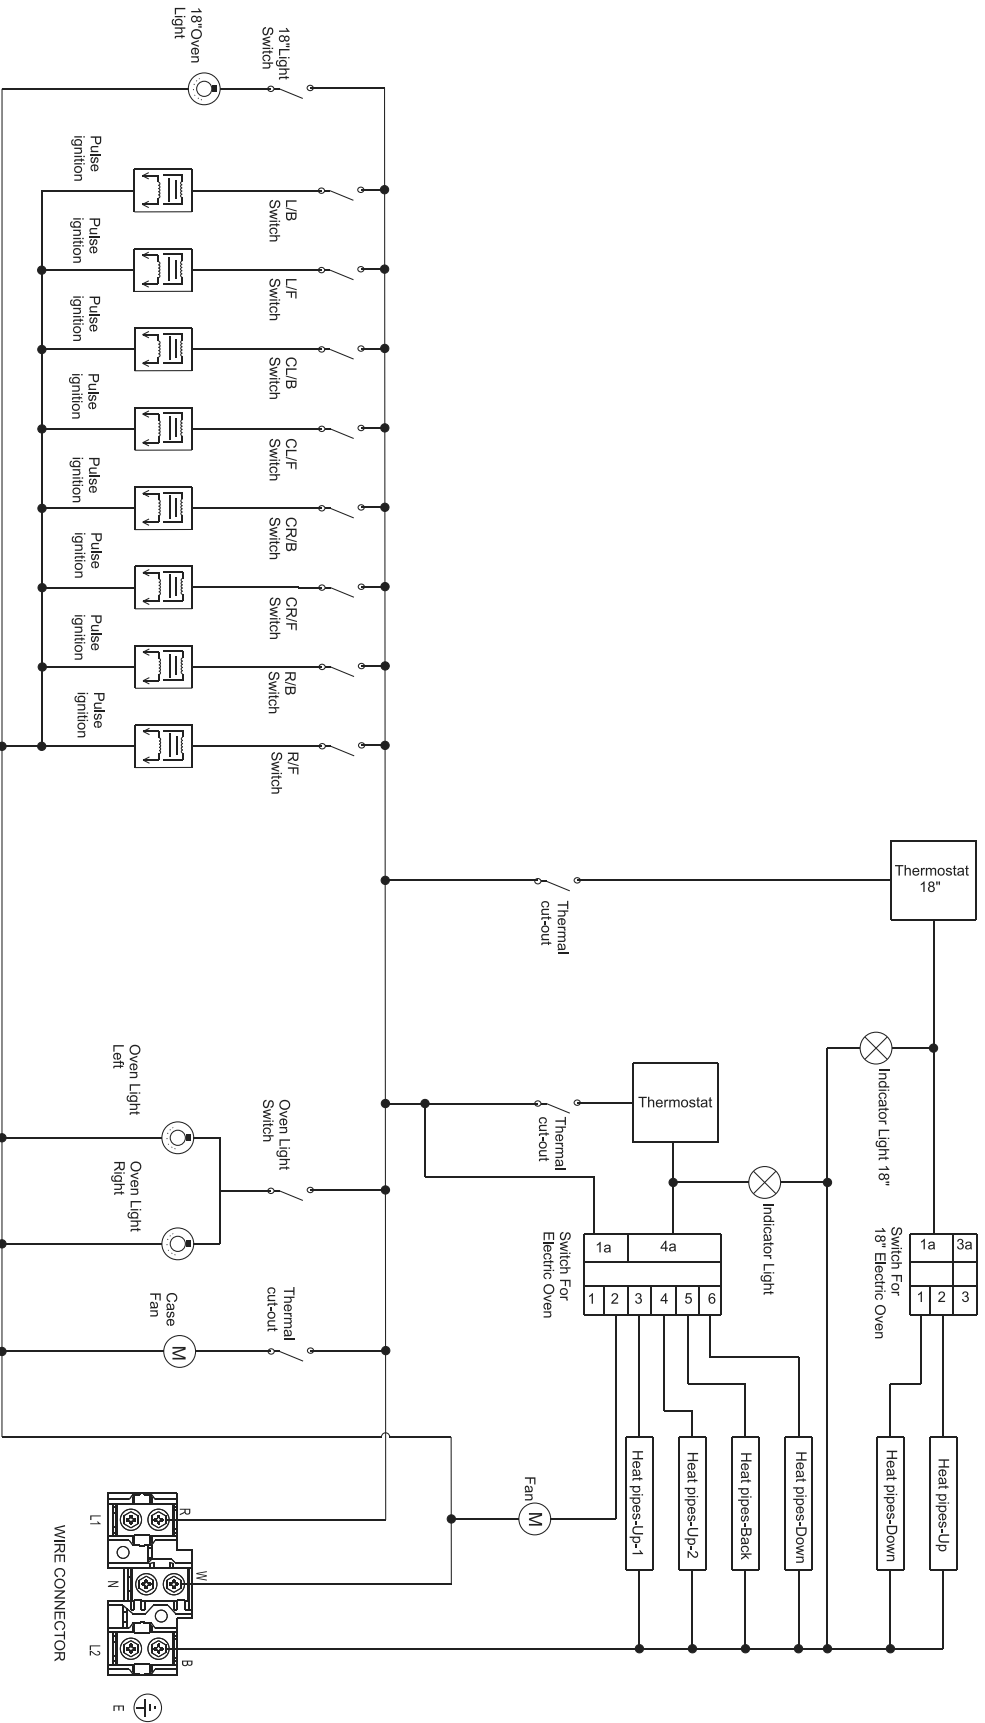 18"Oven
Light
18"Light
Switch
Pulse
ignition
L/B
Switch
Pulse
ignition
L/F
Switch
Pulse
ignition
CL/B
Switch
Pulse
ignition
CL/F
Switch
Pulse
ignition
CR/B
Switch
Pulse
ignition
CR/F
Switch
Pulse
ignition
R/B
Switch
Pulse
ignition
R/F
Switch
Thermostat
18"
Thermal
cut-out
Indicator Light 18"
Thermostat
Thermal
cut-out
Indicator Light
Oven Light
Left
Oven Light
Right
Oven Light
Switch
Switch For
Electric Oven
1a
4a
1
2
3
4
5
6
Switch For
18" Electric Oven
1a
3a
1
2
3
Case
Fan
M
Thermal
cut-out
Fan
M
Heat pipes-Up-1
Heat pipes-Up-2
Heat pipes-Back
Heat pipes-Down
Heat pipes-Down
Heat pipes-Up
WIRE CONNECTOR
L1
R
N
W
L2
B
E